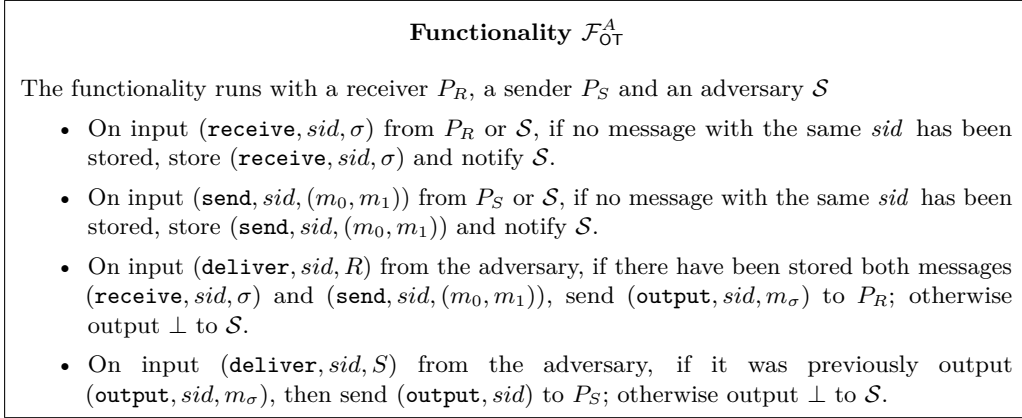 Functionality $\mathcal{F}_{\mathsf{OT}}^{A}$
The functionality runs with a receiver $P_R$, a sender $P_S$ and an adversary $\mathcal{S}$
• On input (receive, sid, σ) from $P_R$ or $\mathcal{S}$, if no message with the same sid has been
stored, store (receive, sid, σ) and notify $\mathcal{S}$.
• On input (send, sid, ($m_0$, $m_1$)) from $P_S$ or $\mathcal{S}$, if no message with the same sid has been
stored, store (send, sid, ($m_0$, $m_1$)) and notify $\mathcal{S}$.
• On input (deliver, sid, R) from the adversary, if there have been stored both messages
(receive, sid, σ) and (send, sid, ($m_0$, $m_1$)), send (output, sid, $m_σ$) to $P_R$; otherwise
output ⊥ to $\mathcal{S}$.
• On input (deliver, sid, S) from the adversary, if it was previously output
(output, sid, $m_σ$), then send (output, sid) to $P_S$; otherwise output ⊥ to $\mathcal{S}$.